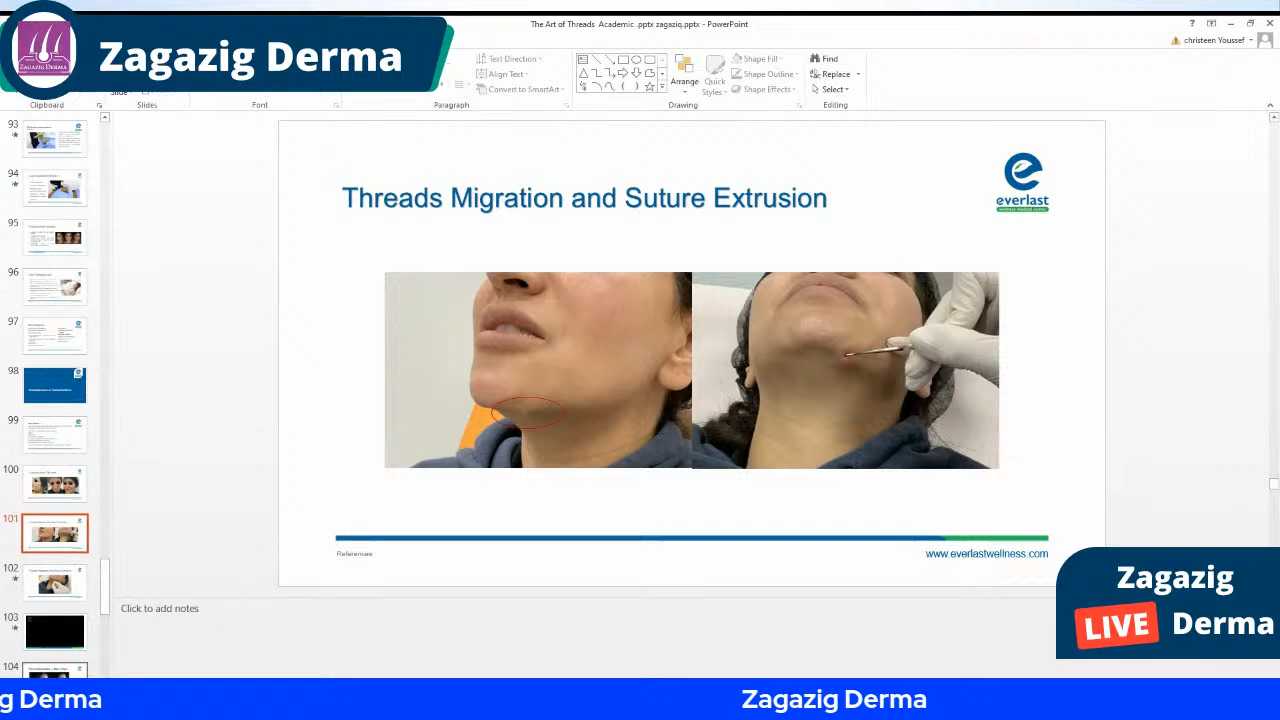 The Art of Threads Academic .pptx zagaziq.pptx - PowerPoint
christeen Youssef
Zagazig Derma
ZAGAZIG DERMA
Text Direction
Align Text
Convert to SmartArt
Arrange
Quick
Styles
Shape Fill
Shape Outline
Shape Effects
Find
Replace
Select
Clipboard
Slides
Font
Paragraph
Drawing
Editing
93
94
95
96
97
98
99
100
101
102
103
104
Threads Migration and Suture Extrusion
everlast
References:
www.everlastwellness.com
Click to add notes
Zagazig
LIVE Derma
g Derma
Zagazig Derma